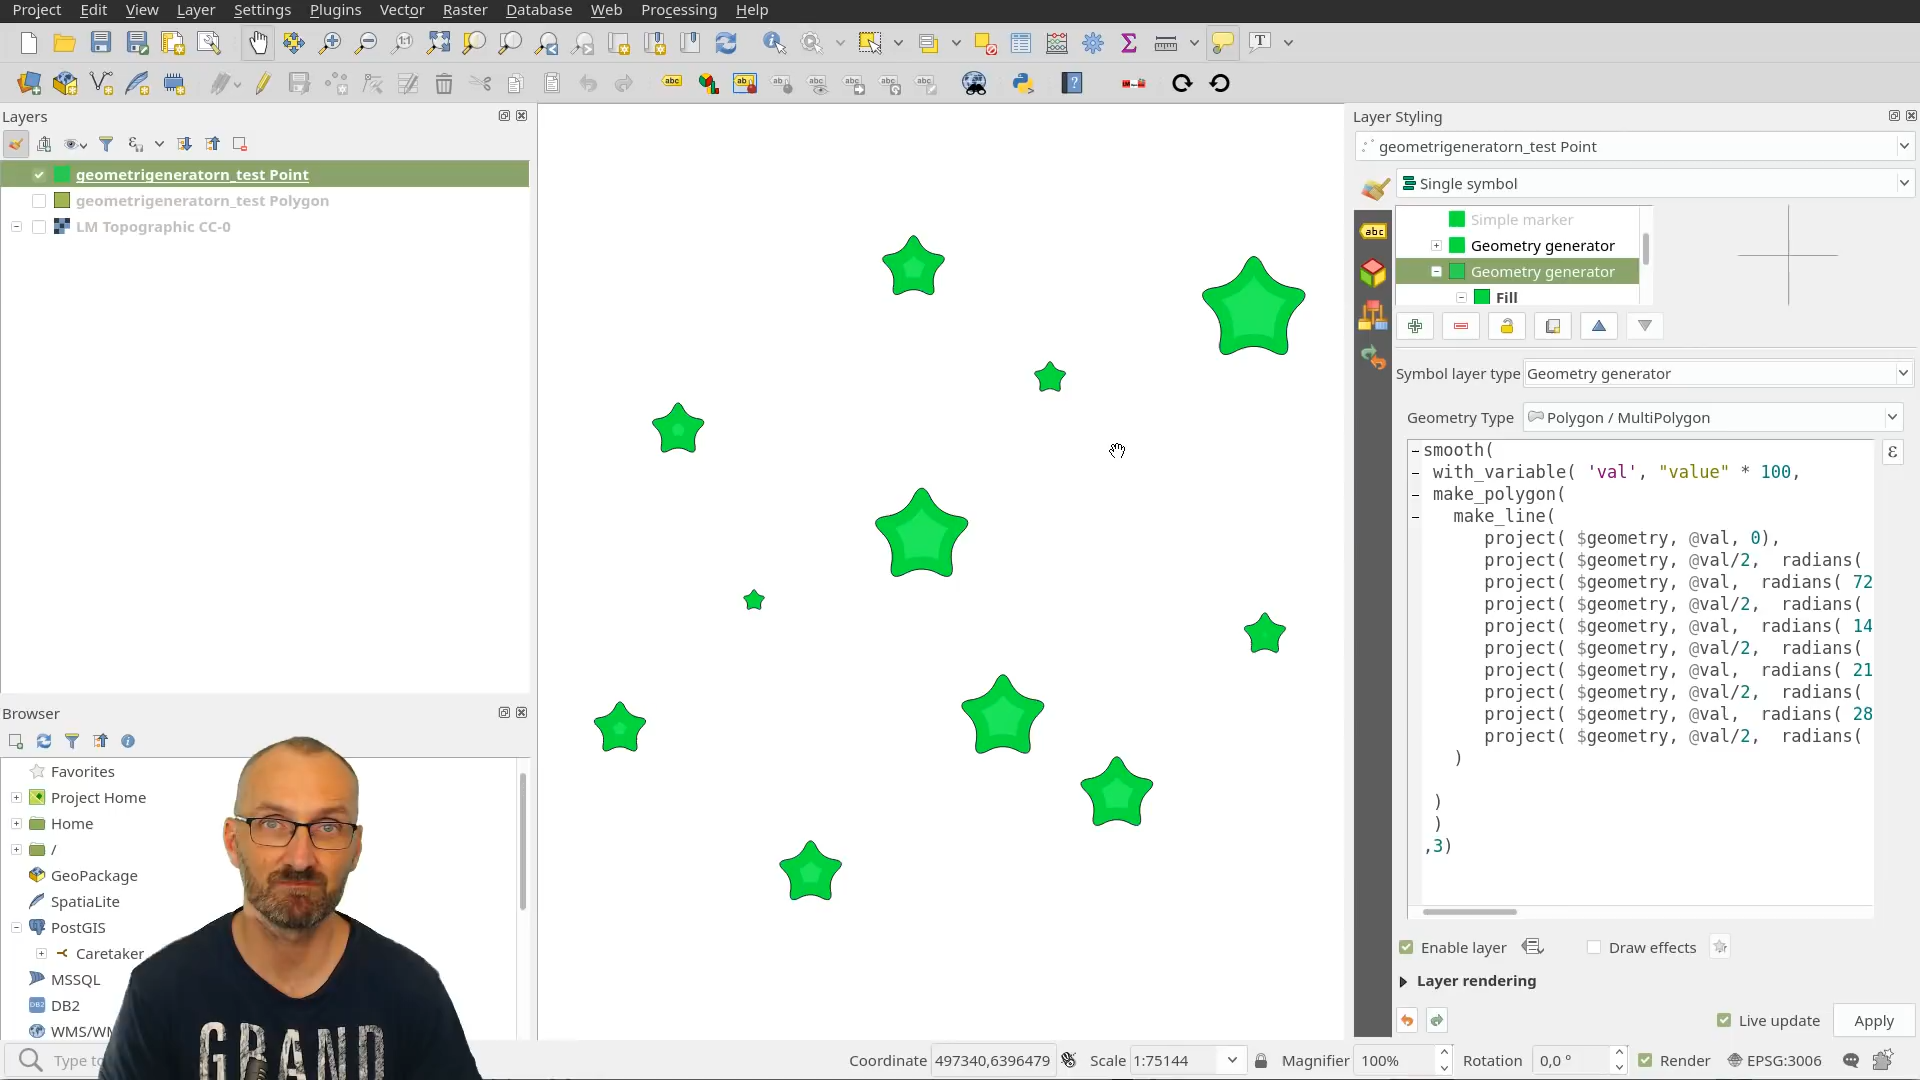 Project Edit View Layer Settings Plugins Vector Raster Database Web Processing Help
Layers
geometrigeneratorn_test Point
geometrigeneratorn_test Polygon
LM Topographic CC-0
Browser
Favorites
Project Home
Home
/
GeoPackage
SpatiaLite
PostGIS
Caretaker
MSSQL
DB2
WMS/WM
GRAND
Type to
Layer Styling
geometrigeneratorn_test Point
Single symbol
abc
Simple marker
Geometry generator
Geometry generator
Fill
Symbol layer type Geometry generator
Geometry Type Polygon / MultiPolygon
smooth(
with_variable( 'val', "value" * 100,
make_polygon(
make_line(
project( $geometry, @val, 0),
project( $geometry, @val/2, radians(
project( $geometry, @val, radians( 72
project( $geometry, @val/2, radians(
project( $geometry, @val, radians( 14
project( $geometry, @val/2, radians(
project( $geometry, @val, radians( 21
project( $geometry, @val/2, radians(
project( $geometry, @val, radians( 28
project( $geometry, @val/2, radians(
)
)
)
,3)
ε
Enable layer Draw effects
Layer rendering
Live update Apply
Coordinate 497340,6396479 Scale 1:75144 Magnifier 100% Rotation 0,0 ° Render EPSG:3006